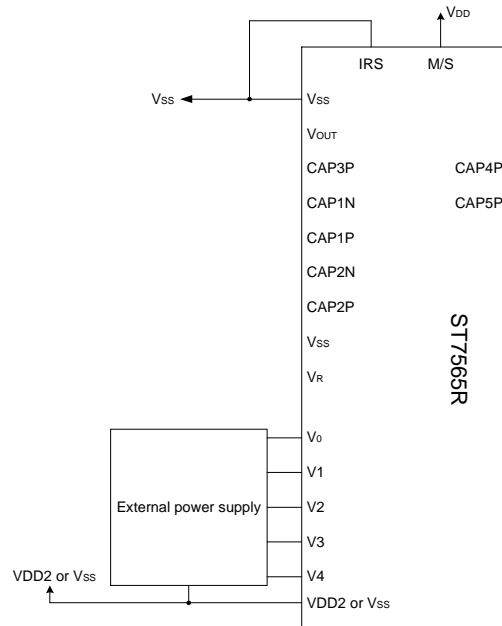 VDD
IRS M/S
VSS VSS
VOUT
CAP3P CAP4P
CAP1N CAP5P
CAP1P
CAP2N
CAP2P
VSS
VR
ST7565R
V0
V1
External power supply V2
V3
V4
VDD2 or VSS VDD2 or VSS